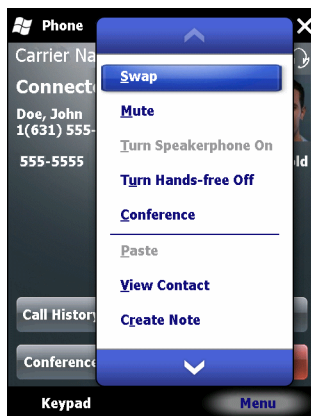 Phone
Carrier Na
Connect
Doe, John
1(631) 555-
555-5555
ld
Swap
Mute
Turn Speakerphone On
Turn Hands-free Off
Conference
Paste
View Contact
Create Note
Call History
Conference
Keypad
Menu